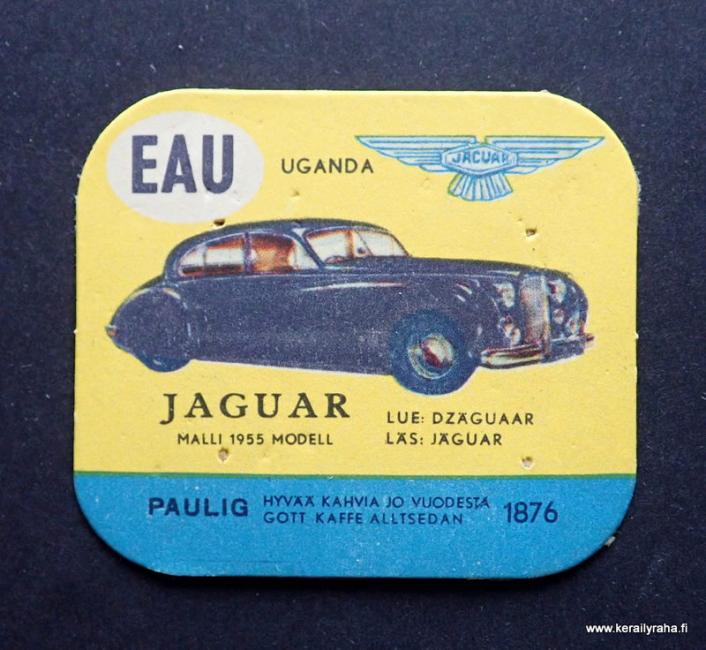 EAU
UGANDA
JAGUAR
JAGUAR
MALLI 1955 MODELL
LUE: DZÄGUAAR
LÄS: JÄGUAR
PAULIG
HYVÄÄ KAHVIA JO VUODESTA
GOTT KAFFE ALLTSEDAN
1876
www.kerailyraha.fi